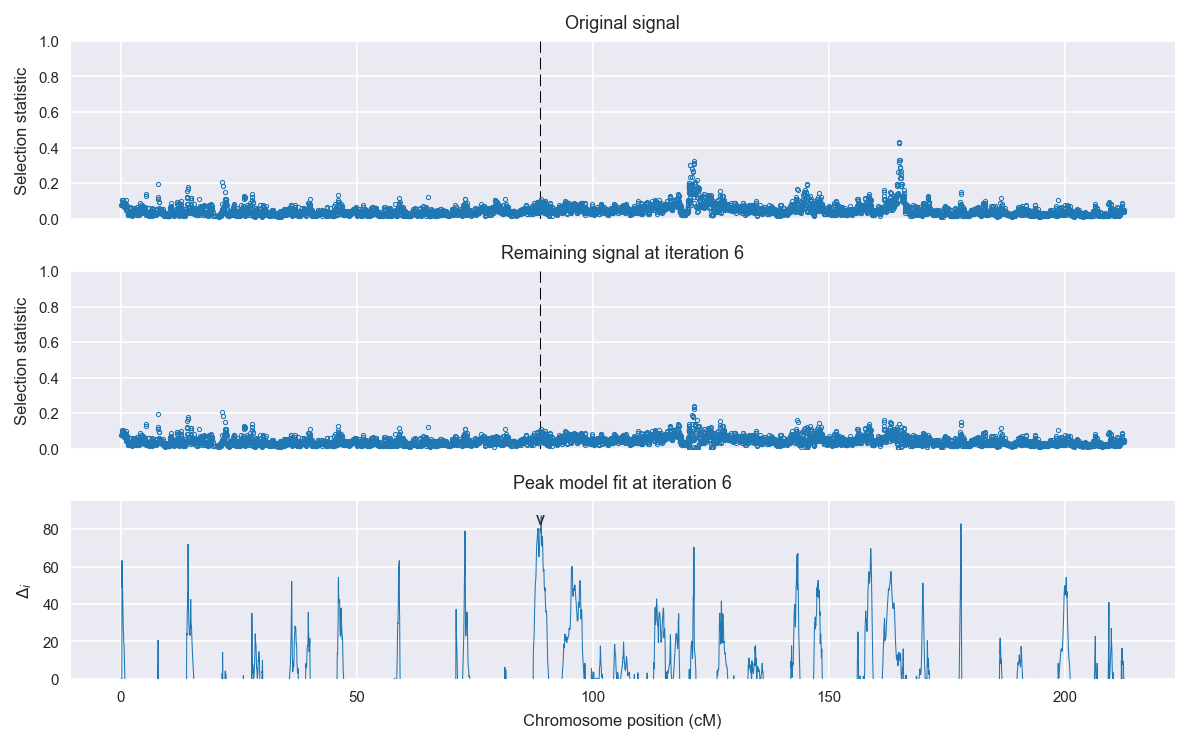 Original signal
1.0
0.8
0.6
0.4
0.2
0.0
Selection statistic
Remaining signal at iteration 6
1.0
0.8
0.6
0.4
0.2
0.0
Selection statistic
Peak model fit at iteration 6
80
60
40
20
0
Δi
0 50 100 150 200
Chromosome position (cM)